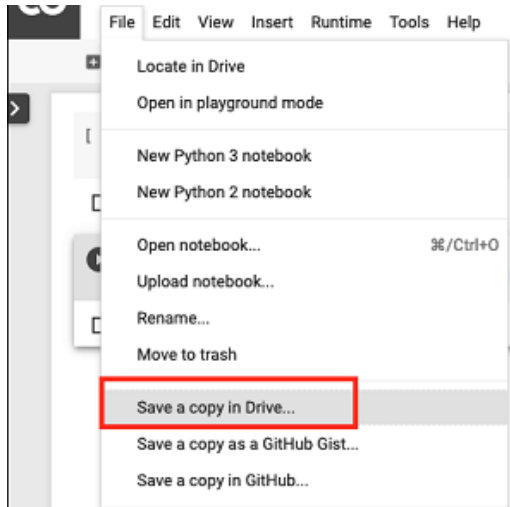 File Edit View Insert Runtime Tools Help
Locate in Drive
Open in playground mode
New Python 3 notebook
New Python 2 notebook
Open notebook... ⌘/Ctrl+O
Upload notebook...
Rename...
Move to trash
Save a copy in Drive...
Save a copy as a GitHub Gist...
Save a copy in GitHub...